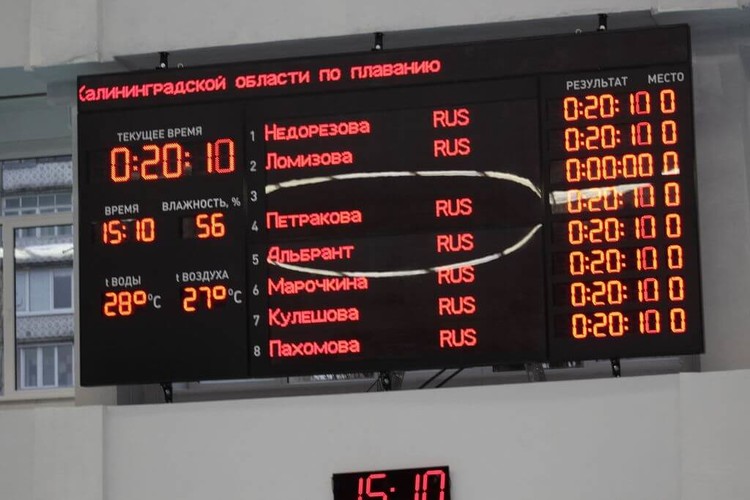 Калининградской области по плаванию
ТЕКУЩЕЕ ВРЕМЯ
0:20:10
ВРЕМЯ ВЛАЖНОСТЬ, %
15:10 56
t ВОДЫ t ВОЗДУХА
28°°C 27°°C
РЕЗУЛЬТАТ МЕСТО
1 Недорезова RUS 0:20:10 0
2 Ломизова RUS 0:20:10 0
3 0:00:00 0
4 Петракова RUS 0:20:10 0
5 Альбрант RUS 0:20:10 0
6 Марочкина RUS 0:20:10 0
7 Кулешова RUS 0:20:10 0
8 Пахомова RUS 0:20:10 0
15:10